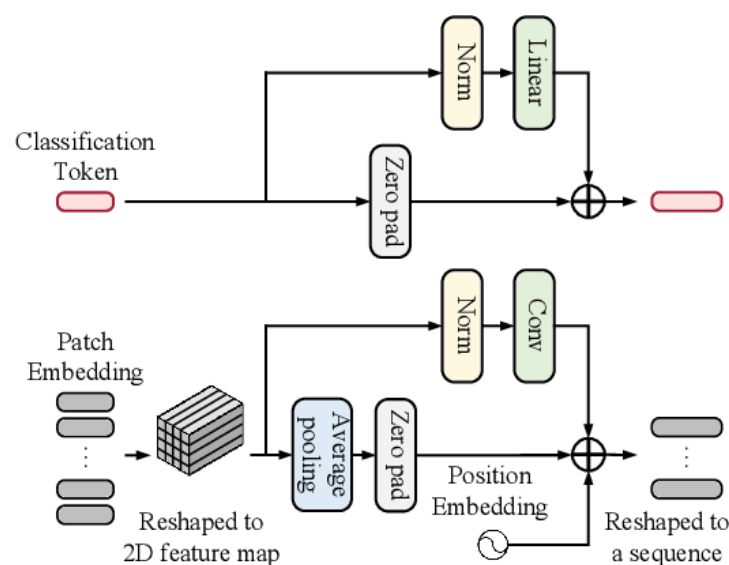 Norm
Linear
Classification
Token
Zero pad
Norm
Conv
Patch
Embedding
Average
pooling
Zero pad
Position
Embedding
Reshaped to
2D feature map
Reshaped to
a sequence